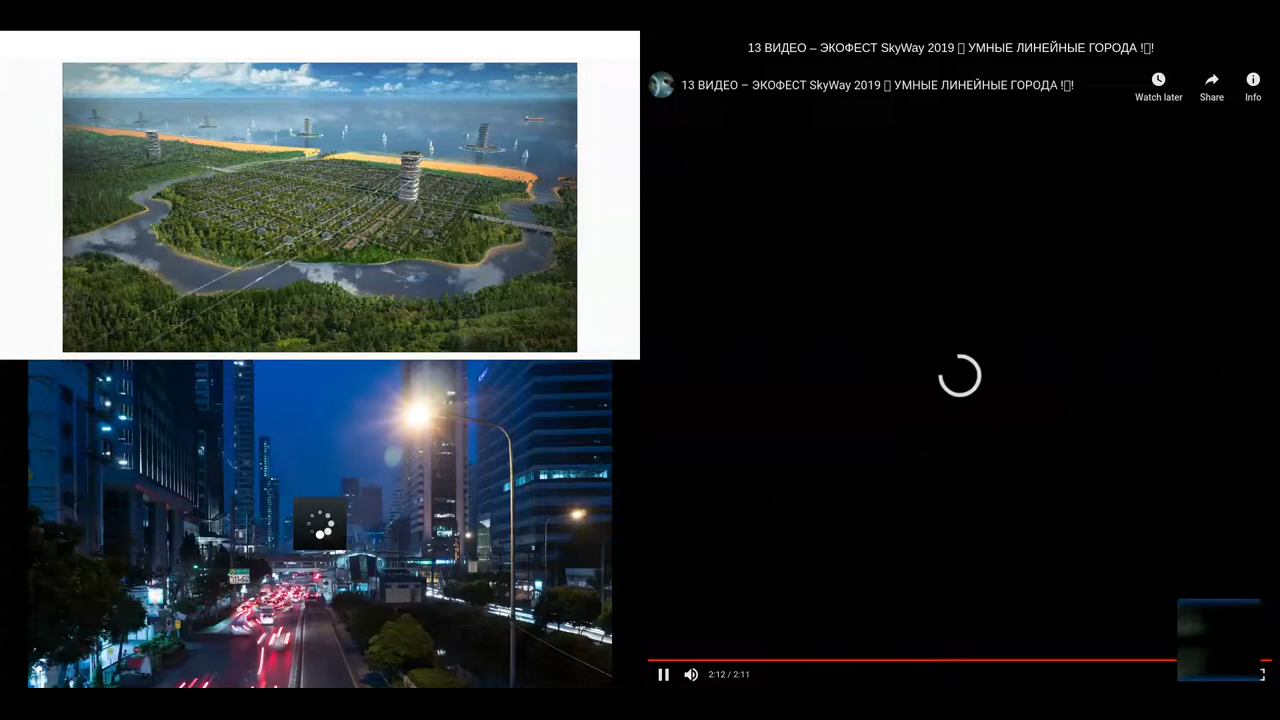 13 ВИДЕО – ЭКОФЕСТ SkyWay 2019 ▯ УМНЫЕ ЛИНЕЙНЫЕ ГОРОДА !▯!
13 ВИДЕО – ЭКОФЕСТ SkyWay 2019 ▯ УМНЫЕ ЛИНЕЙНЫЕ ГОРОДА !▯!
Watch later
Share
Info
2:12 / 2:11